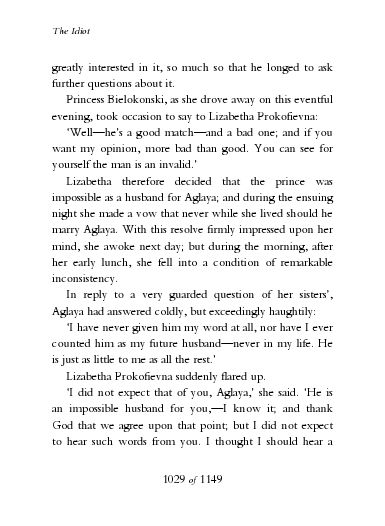 The Idiot
greatly interested in it, so much so that he longed to ask
further questions about it.
Princess Bielokonski, as she drove away on this eventful
evening, took occasion to say to Lizabetha Prokofievna:
‘Well—he’s a good match—and a bad one; and if you
want my opinion, more bad than good. You can see for
yourself the man is an invalid.’
Lizabetha therefore decided that the prince was
impossible as a husband for Aglaya; and during the ensuing
night she made a vow that never while she lived should he
marry Aglaya. With this resolve firmly impressed upon her
mind, she awoke next day; but during the morning, after
her early lunch, she fell into a condition of remarkable
inconsistency.
In reply to a very guarded question of her sisters’,
Aglaya had answered coldly, but exceedingly haughtily:
‘I have never given him my word at all, nor have I ever
counted him as my future husband—never in my life. He
is just as little to me as all the rest.’
Lizabetha Prokofievna suddenly flared up.
‘I did not expect that of you, Aglaya,’ she said. ‘He is
an impossible husband for you,—I know it; and thank
God that we agree upon that point; but I did not expect
to hear such words from you. I thought I should hear a
1029 of 1149